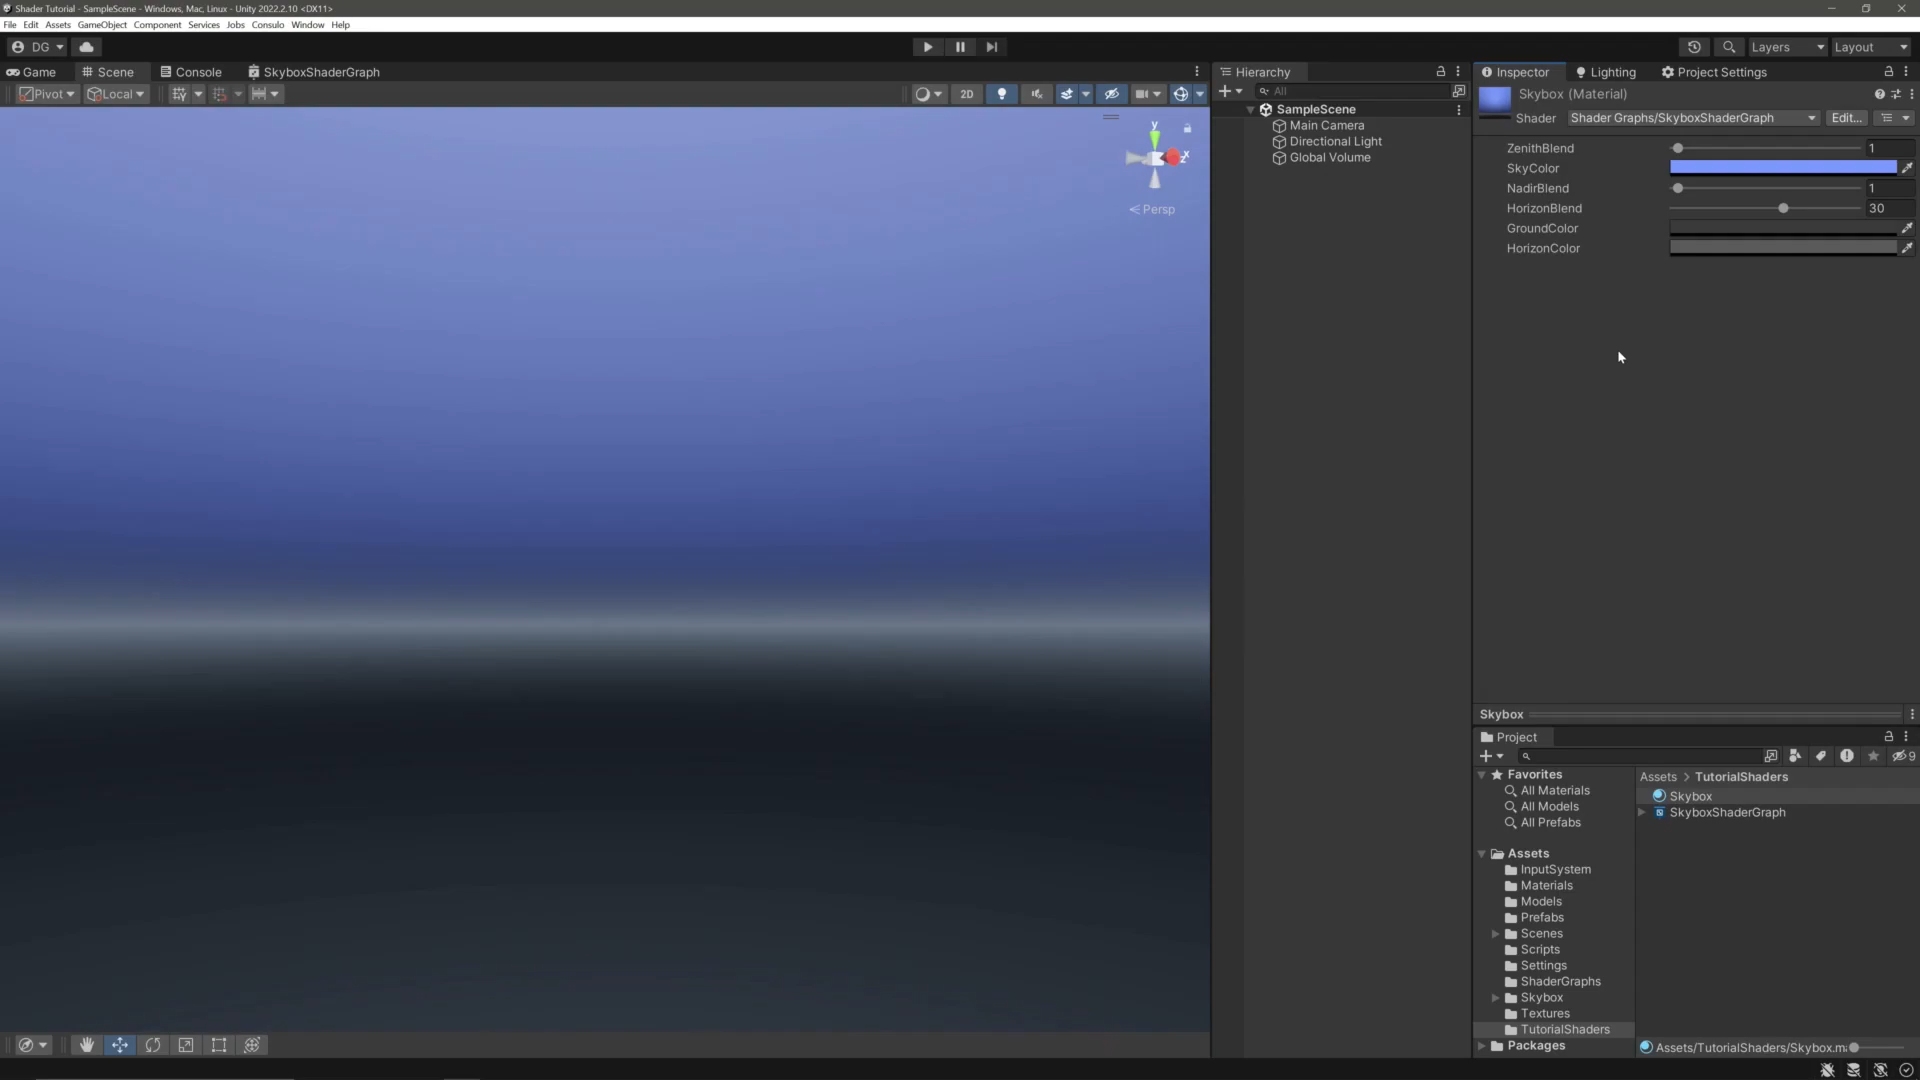 Shader Tutorial - SampleScene - Windows, Mac, Linux - Unity 2022.2.10 <DX11>
File Edit Assets GameObject Component Services Jobs Consulo Window Help
DG Layers Layout
Game Scene Console SkyboxShaderGraph
Pivot Local 2D
y
x
z
Persp
Hierarchy
All
SampleScene
Main Camera
Directional Light
Global Volume
Inspector Lighting Project Settings
Skybox (Material)
Shader Shader Graphs/SkyboxShaderGraph Edit...
ZenithBlend 1
SkyColor
NadirBlend 1
HorizonBlend 30
GroundColor
HorizonColor
Skybox
Project
9
Favorites
All Materials
All Models
All Prefabs
Assets
InputSystem
Materials
Models
Prefabs
Scenes
Scripts
Settings
ShaderGraphs
Skybox
Textures
TutorialShaders
Packages
Assets > TutorialShaders
Skybox
SkyboxShaderGraph
Assets/TutorialShaders/Skybox.m